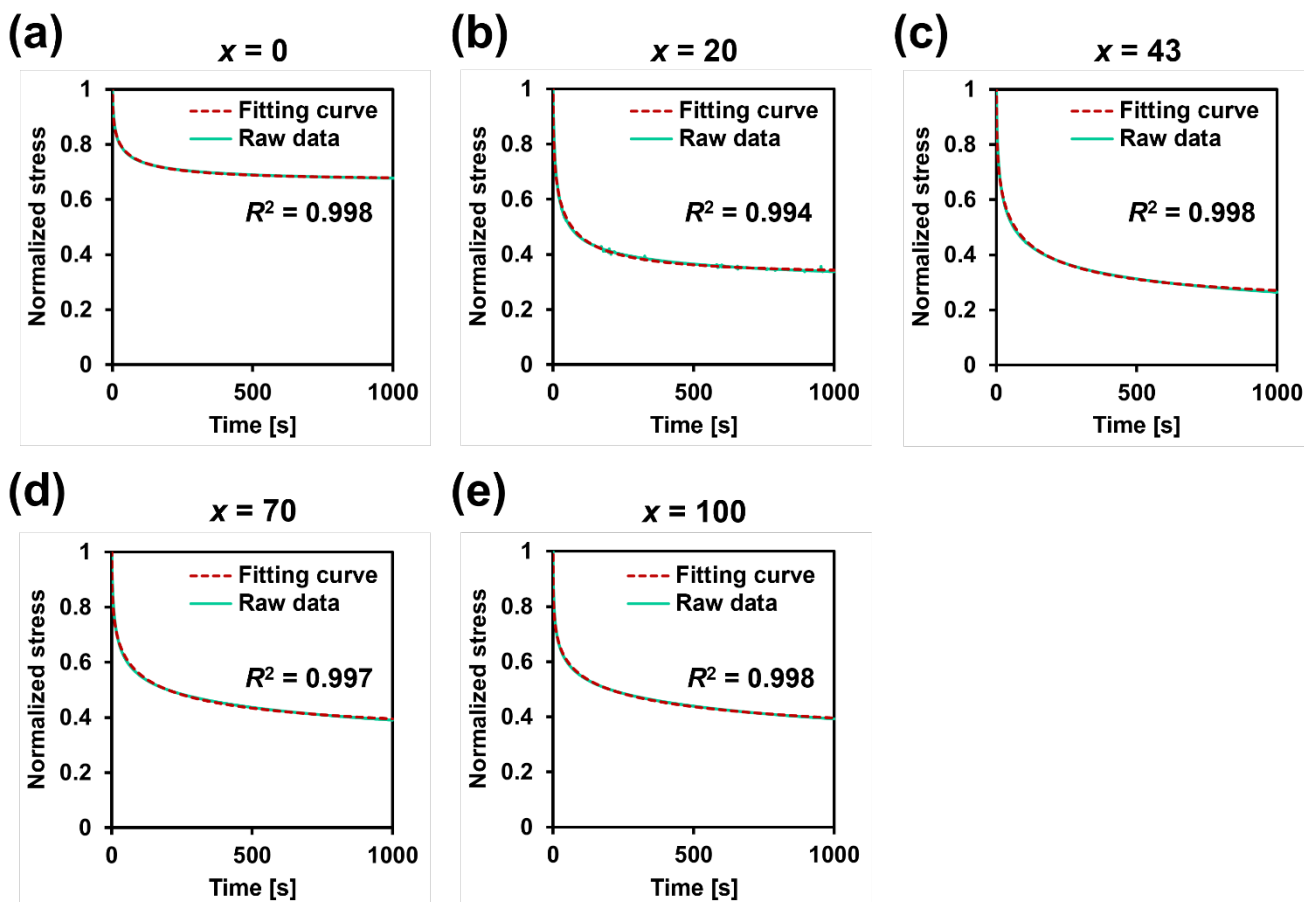 (a)
x = 0
1
0.8
0.6
0.4
0.2
0
Normalized stress
Fitting curve
Raw data
R² = 0.998
0
500
1000
Time [s]
(b)
x = 20
1
0.8
0.6
0.4
0.2
0
Normalized stress
Fitting curve
Raw data
R² = 0.994
0
500
1000
Time [s]
(c)
x = 43
1
0.8
0.6
0.4
0.2
0
Normalized stress
Fitting curve
Raw data
R² = 0.998
0
500
1000
Time [s]
(d)
x = 70
1
0.8
0.6
0.4
0.2
0
Normalized stress
Fitting curve
Raw data
R² = 0.997
0
500
1000
Time [s]
(e)
x = 100
1
0.8
0.6
0.4
0.2
0
Normalized stress
Fitting curve
Raw data
R² = 0.998
0
500
1000
Time [s]